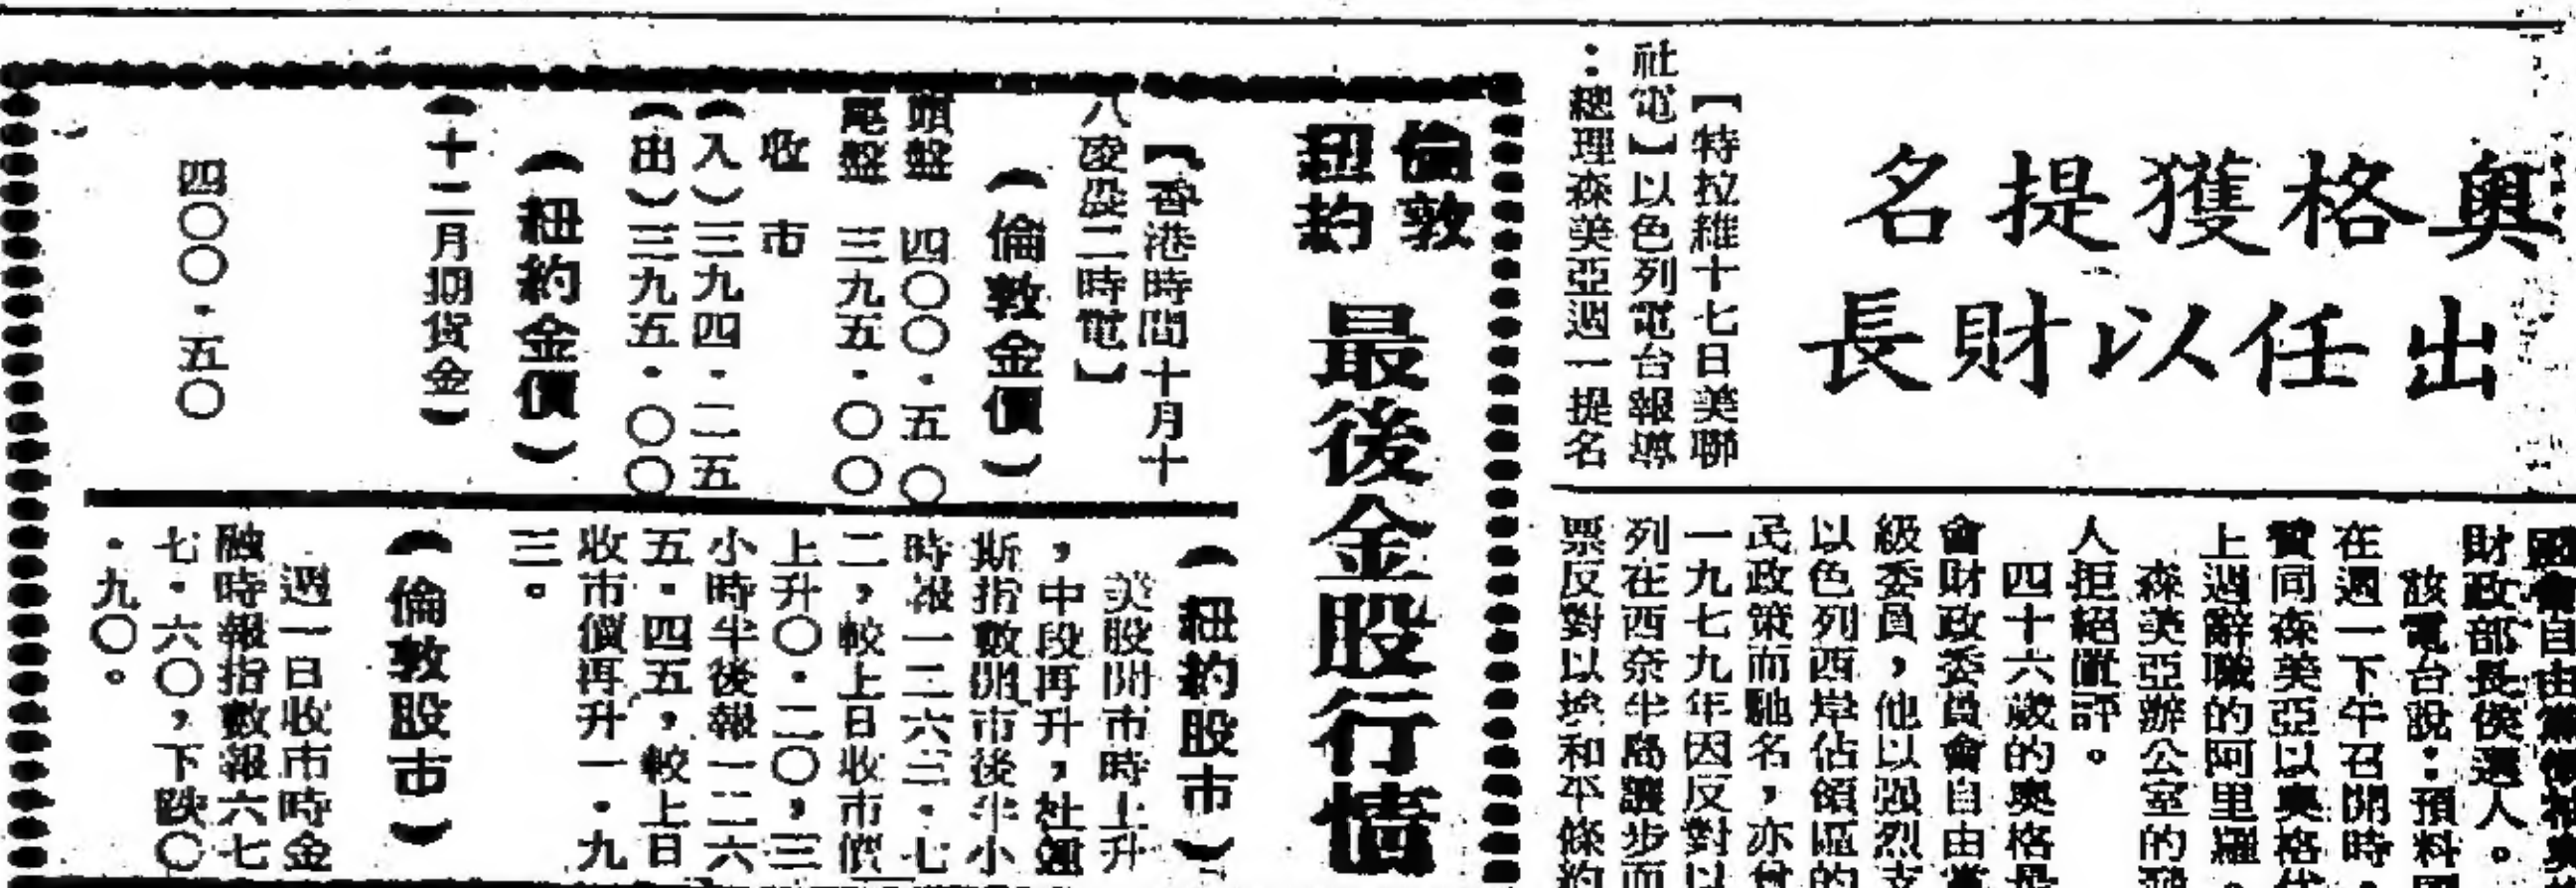 奧格獲提名
出任以財長
【特拉維十七日美聯
社電】以色列電台報導
：總理森美亞週一提名
財政部長侯選人。
該電台說：預料國
在週一下午召開時，
贊同森美亞以奧格代
上週辭職的阿里羅。
森美亞辦公室的發
人拒絕置評。
四十六歲的奧格是
會財政委員會自由黨
級委員，他以强烈支
以色列西岸佔領區的
民政策而馳名，亦曾
一九七九年因反對以
列在西奈半島讓步而
票反對以埃和平條約
倫敦
紐約
最後金股行情
【香港時間十月十
八凌晨二時電】
（倫敦金價）
頭盤　四〇〇．五〇
尾盤　三九五．〇〇
收　市
（入）三九四．二五
（出）三九五．〇〇
（紐約金價）
（十二月期貨金）
四〇〇．五〇
（紐約股市）
美股開市時上升
，中段再升，杜瓊
斯指數開市後半小
時報一二六三．七
二，較上日收市價
上升〇．二〇，三
小時半後報一二六
五．四五，較上日
收市價再升一．九
三。
（倫敦股市）
週一日收市時金
融時報指數報六七
七．六〇，下跌〇
．九〇。